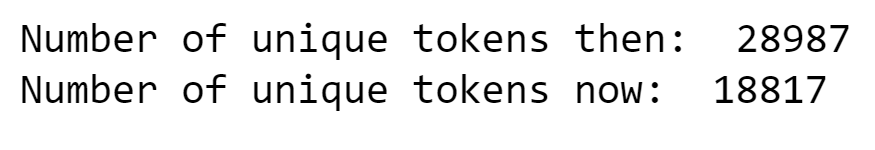 Number of unique tokens then:  28987
Number of unique tokens now:  18817